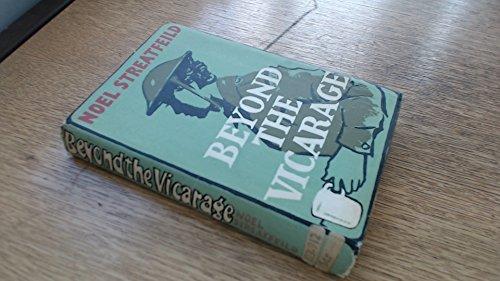 NOEL STREATFEILD
BEYOND
THE
VICARAGE
Beyond the Vicarage
NOEL
STREATFEILD